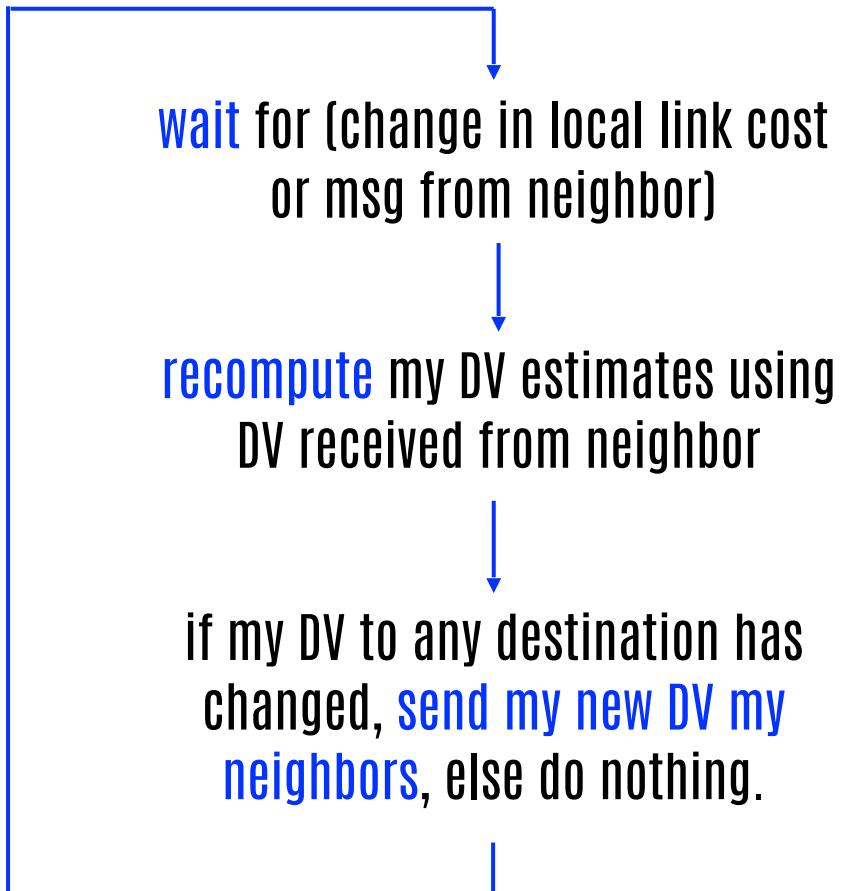 wait for (change in local link cost
or msg from neighbor)
recompute my DV estimates using
DV received from neighbor
if my DV to any destination has
changed, send my new DV my
neighbors, else do nothing.